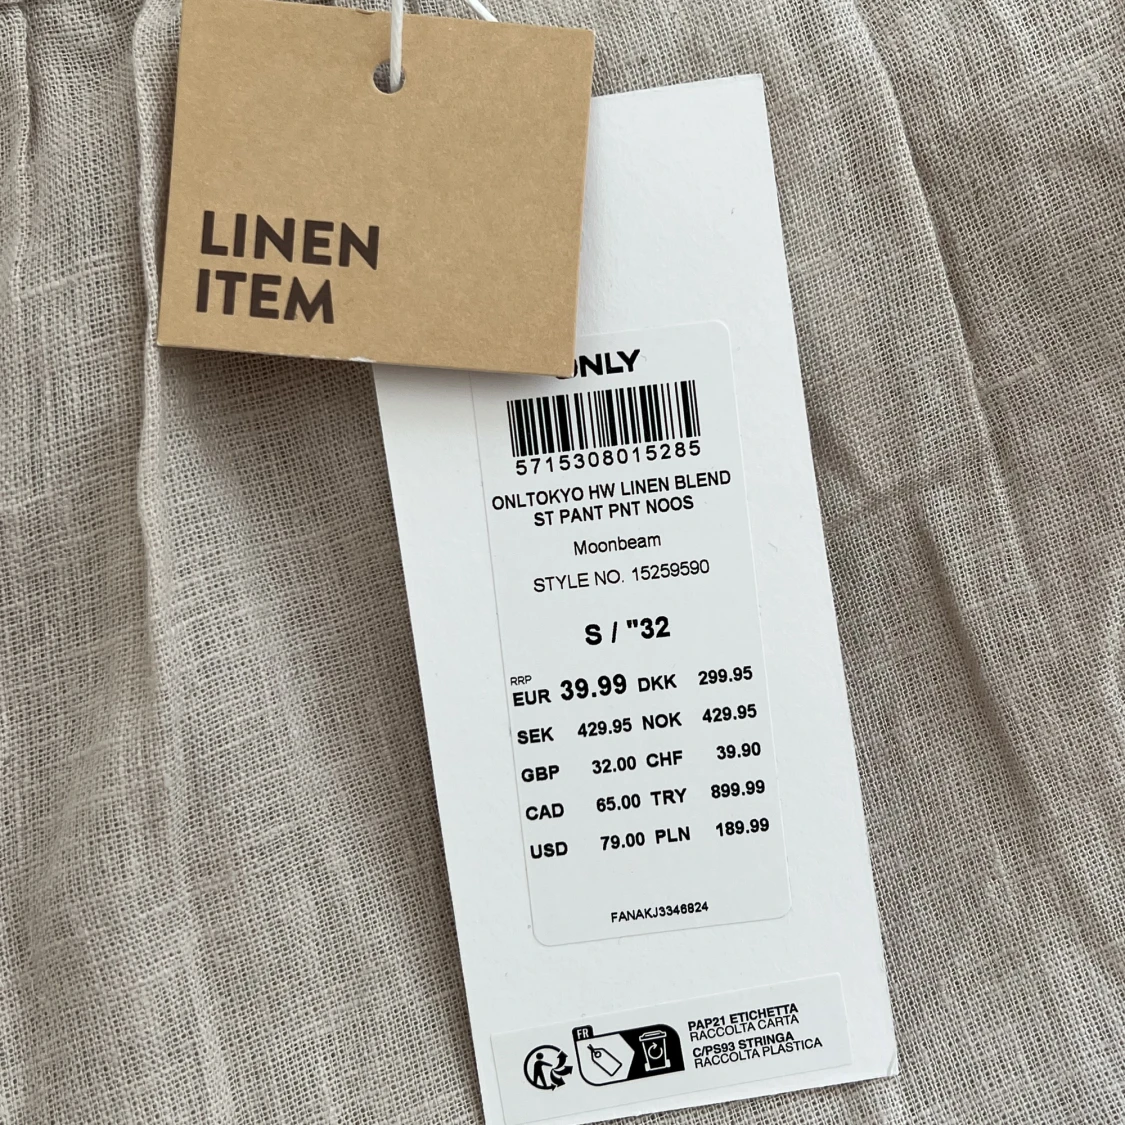 LINEN
ITEM
ONLY
5715308015285
ONLTOKYO HW LINEN BLEND
ST PANT PNT NOOS
Moonbeam
STYLE NO. 15259590
S / "32
RRP
EUR 39.99 DKK 299.95
SEK 429.95 NOK 429.95
GBP 32.00 CHF 39.90
CAD 65.00 TRY 899.99
USD 79.00 PLN 189.99
FANAKJ3346824
FR
PAP21 ETICHETTA
RACCOLTA CARTA
C/PS93 STRINGA
RACCOLTA PLASTICA